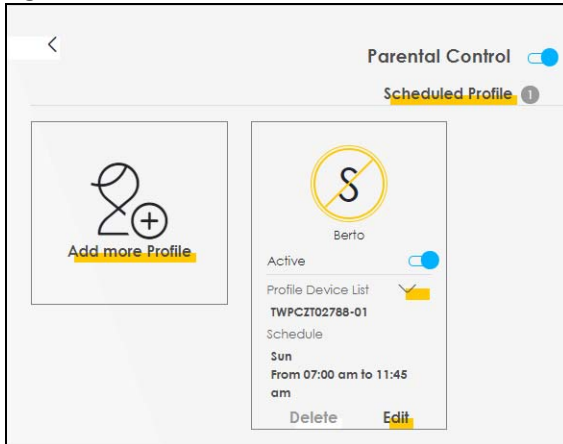 Parental Control
Scheduled Profile 1
Add more Profile
Berto
Active
Profile Device List
TWPCZT02788-01
Schedule
Sun
From 07:00 am to 11:45
am
Delete Edit